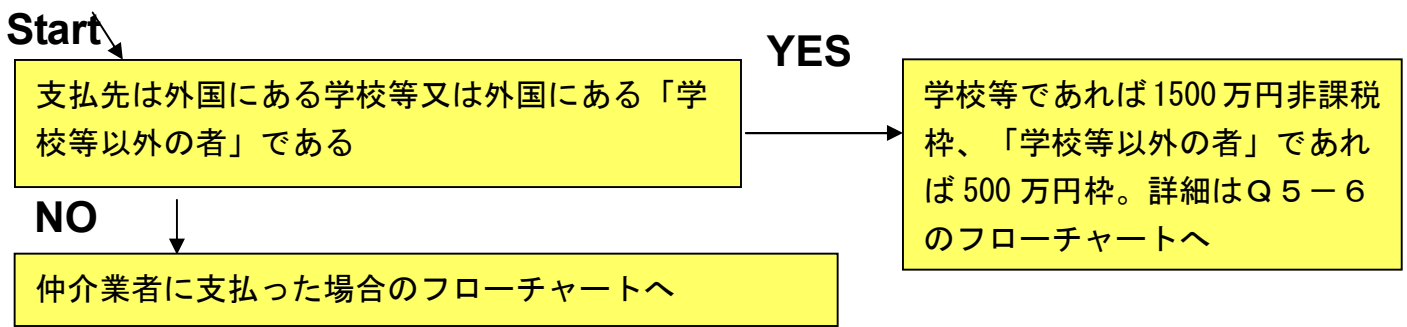 Start
支払先は外国にある学校等又は外国にある「学
校等以外の者」である
YES
学校等であれば1500万円非課税
枠、「学校等以外の者」であれ
ば500万円枠。詳細はQ5-6
のフローチャートへ
NO
仲介業者に支払った場合のフローチャートへ